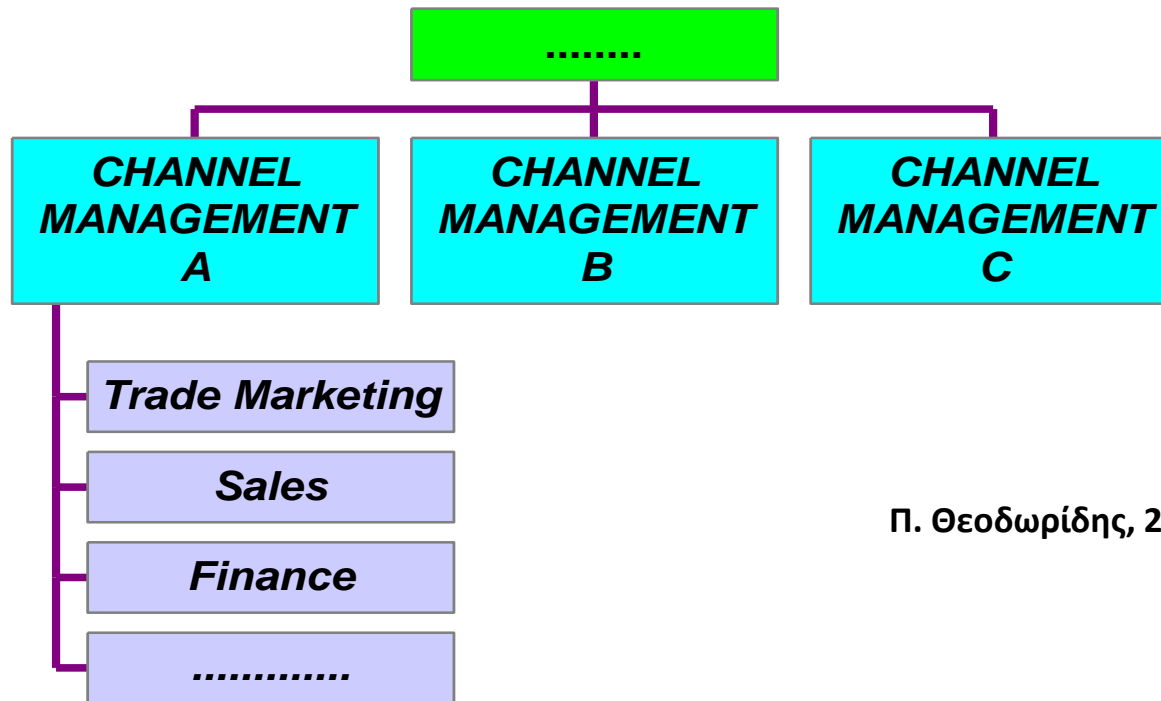 ........
CHANNEL
MANAGEMENT
A
CHANNEL
MANAGEMENT
B
CHANNEL
MANAGEMENT
C
Trade Marketing
Sales
Finance
.............
Π. Θεοδωρίδης, 2